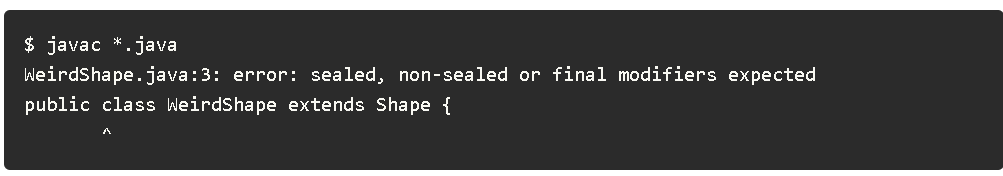 $ javac *.java
WeirdShape.java:3: error: sealed, non-sealed or final modifiers expected
public class WeirdShape extends Shape {
       ^